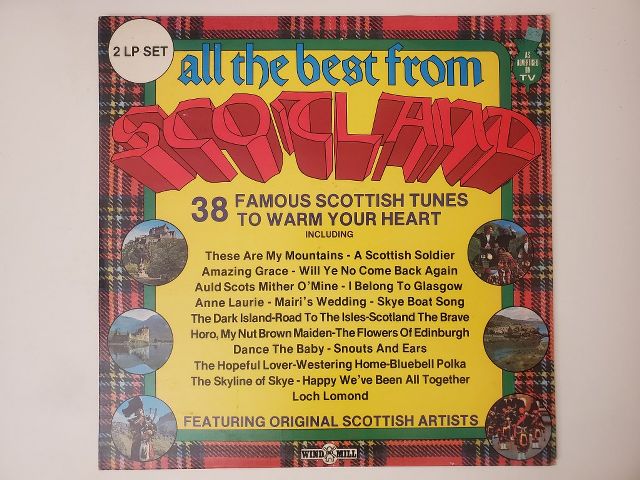 2 LP SET
all the best from
AS
ADVERTISED
ON
TV
SCOTLAND
38 FAMOUS SCOTTISH TUNES
TO WARM YOUR HEART
INCLUDING
These Are My Mountains - A Scottish Soldier
Amazing Grace - Will Ye No Come Back Again
Auld Scots Mither O'Mine - I Belong To Glasgow
Anne Laurie - Mairi's Wedding - Skye Boat Song
The Dark Island-Road To The Isles-Scotland The Brave
Horo, My Nut Brown Maiden-The Flowers Of Edinburgh
Dance The Baby - Snouts And Ears
The Hopeful Lover-Westering Home-Bluebell Polka
The Skyline of Skye - Happy We've Been All Together
Loch Lomond
FEATURING ORIGINAL SCOTTISH ARTISTS
WIND MILL